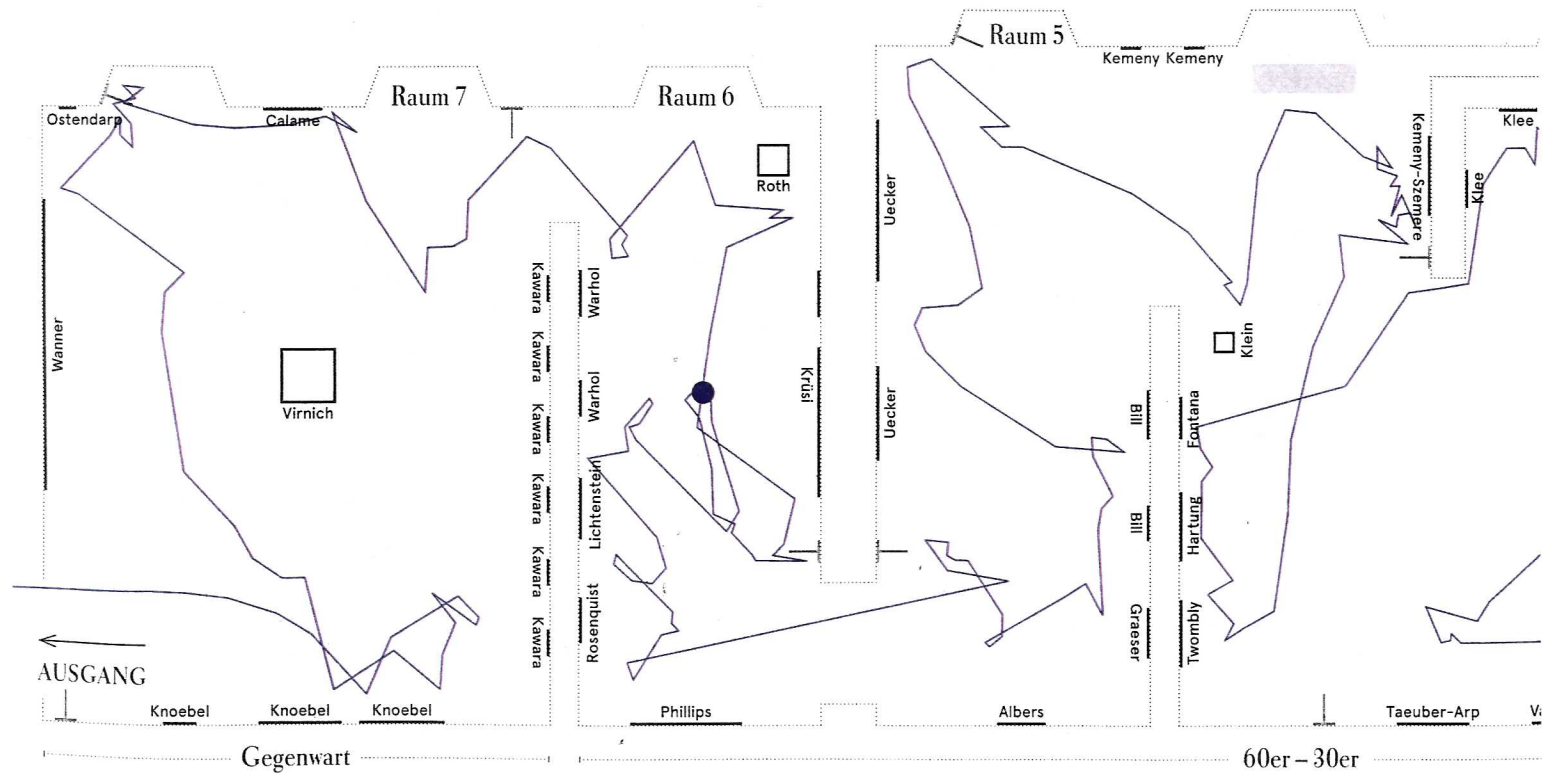 Raum 5
Kemeny Kemeny
Raum 7
Raum 6
Ostendarp
Calame
Klee
Roth
Kemeny-Szemere
Klee
Uecker
Wanner
Kawara
Warhol
Virnich
Kawara
Warhol
Krüsi
Uecker
Klein
Kawara
Bill
Fontana
Kawara
Lichtenstein
Bill
Hartung
Kawara
Rosenquist
Kawara
Graeser
Twombly
AUSGANG
Knoebel
Knoebel
Knoebel
Phillips
Albers
Taeuber-Arp
Gegenwart
60er – 30er